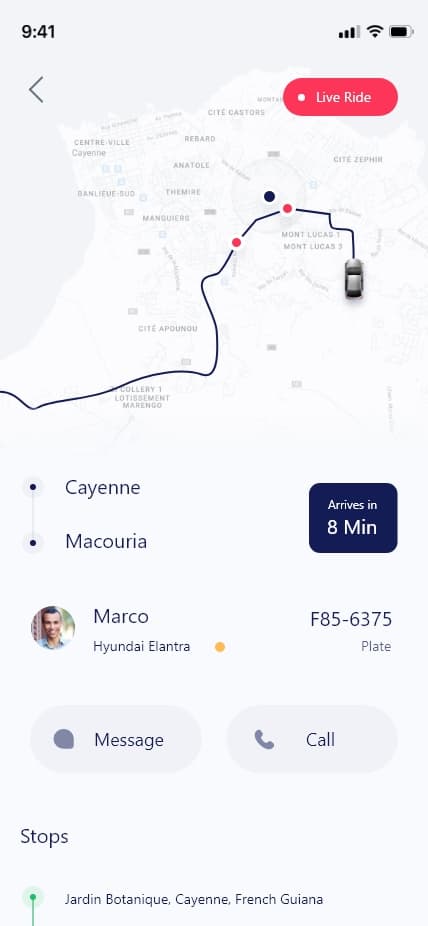 9:41
Live Ride
CITÉ CASTORS
CENTRE-VILLE
Cayenne
REBARD
CITÉ ZEPHIR
ANATOLE
BANLIEUE-SUD
THEMIRE
MANGUIERS
MONT LUCAS 1
MONT LUCAS 3
CITÉ APOUNOU
COLLERY 1
LOTISSEMENT
MARENGO
Cayenne
Arrives in
8 Min
Macouria
Marco
F85-6375
Hyundai Elantra
Plate
Message
Call
Stops
Jardin Botanique, Cayenne, French Guiana